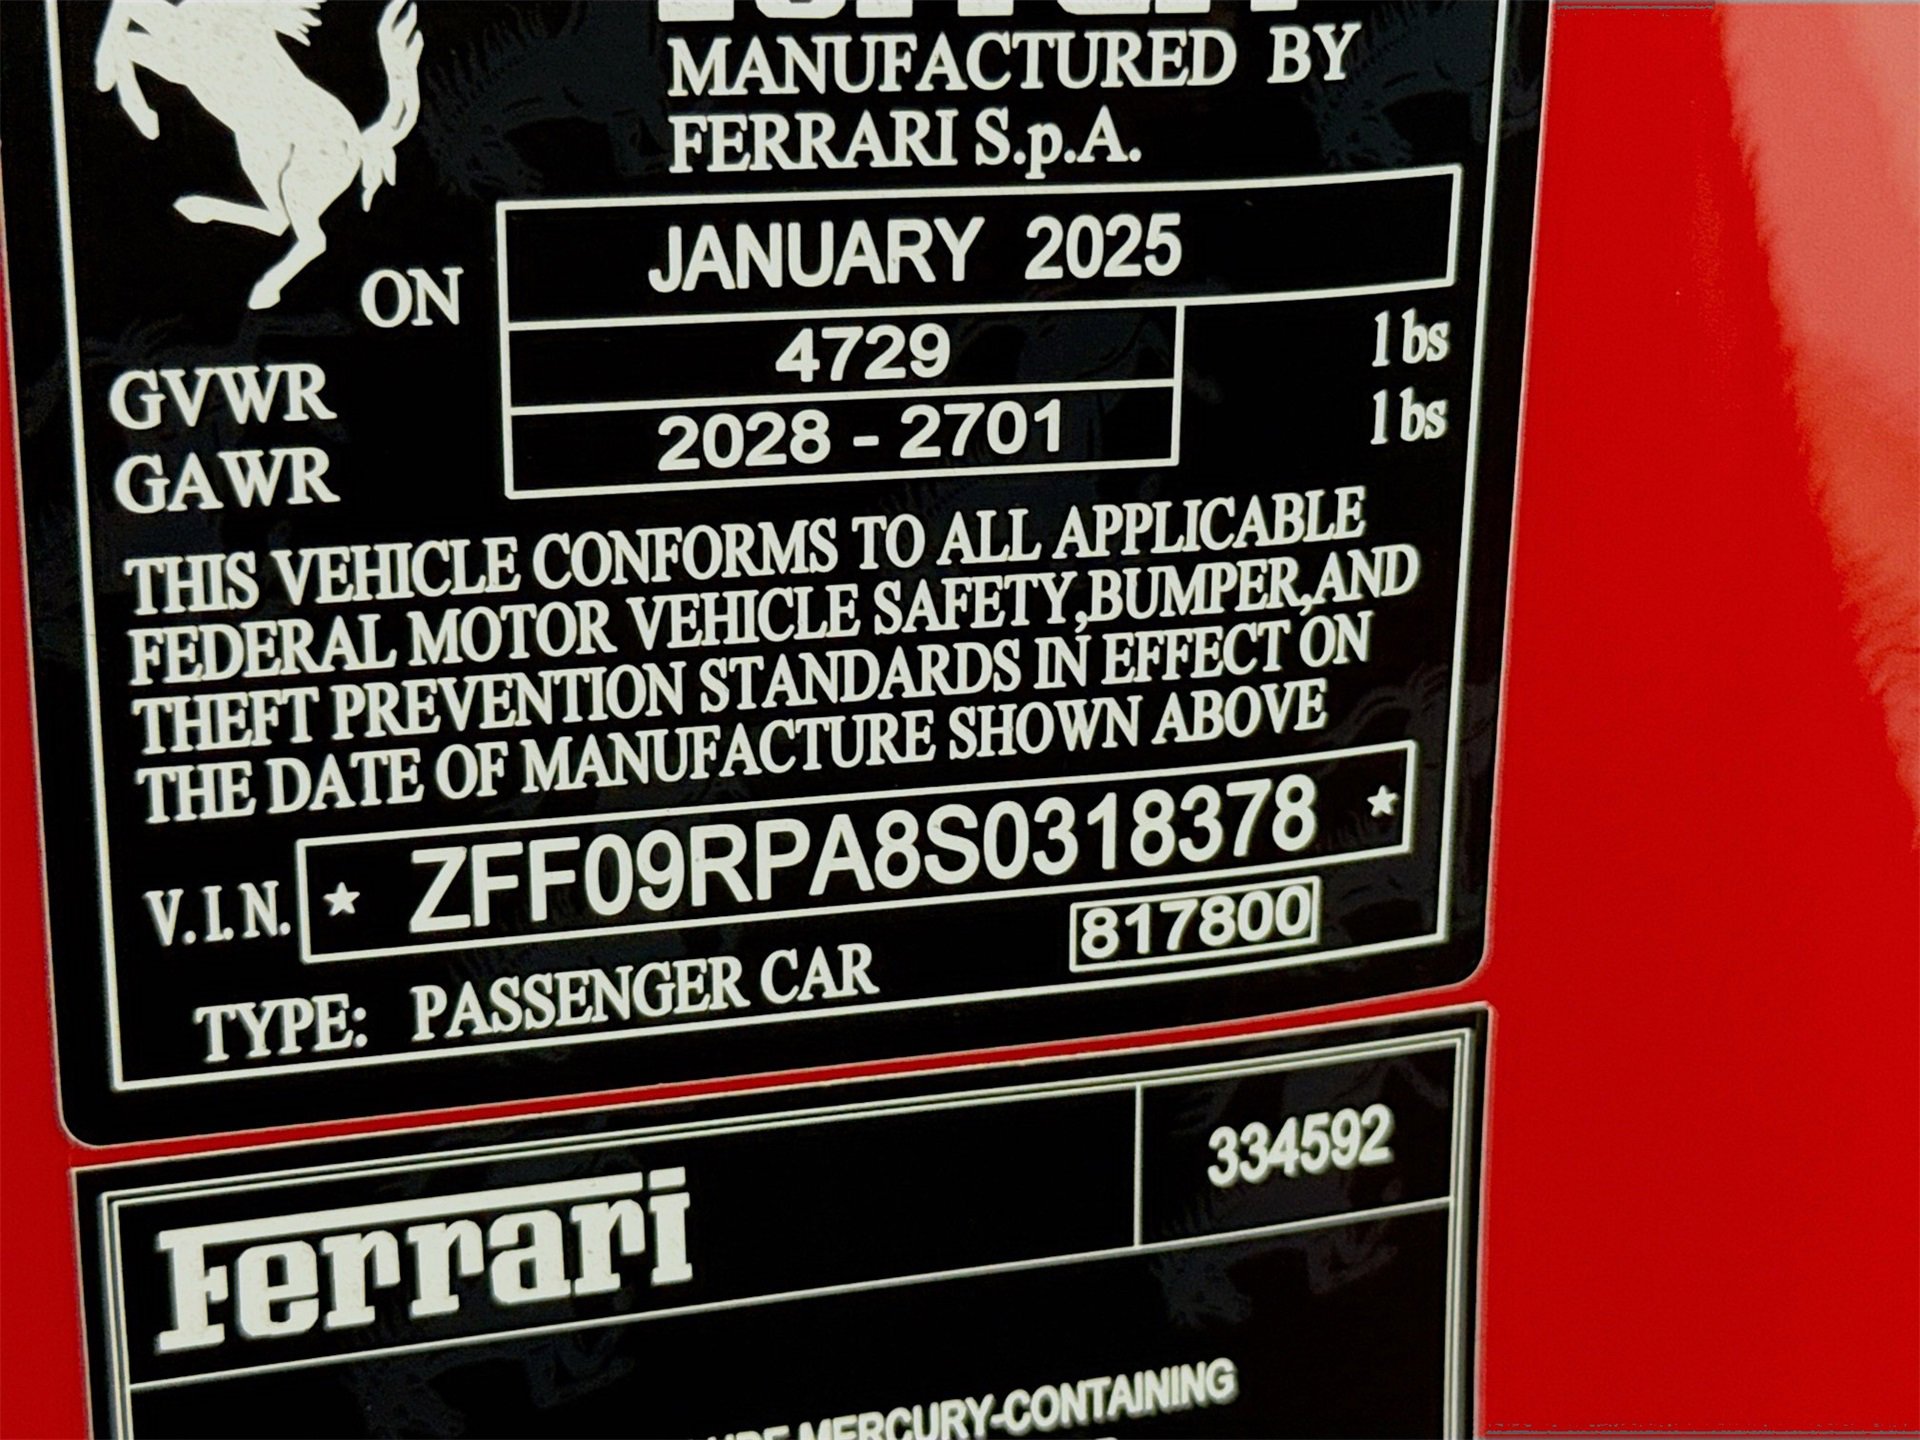 Ferrari
MANUFACTURED BY
FERRARI S.p.A.
ON JANUARY 2025
GVWR 4729 lbs
GAWR 2028 - 2701 lbs
THIS VEHICLE CONFORMS TO ALL APPLICABLE
FEDERAL MOTOR VEHICLE SAFETY,BUMPER,AND
THEFT PREVENTION STANDARDS IN EFFECT ON
THE DATE OF MANUFACTURE SHOWN ABOVE
V.I.N. ★ ZFF09RPA8S0318378 ★
817800
TYPE: PASSENGER CAR
334592
Ferrari
MERCURY-CONTAINING